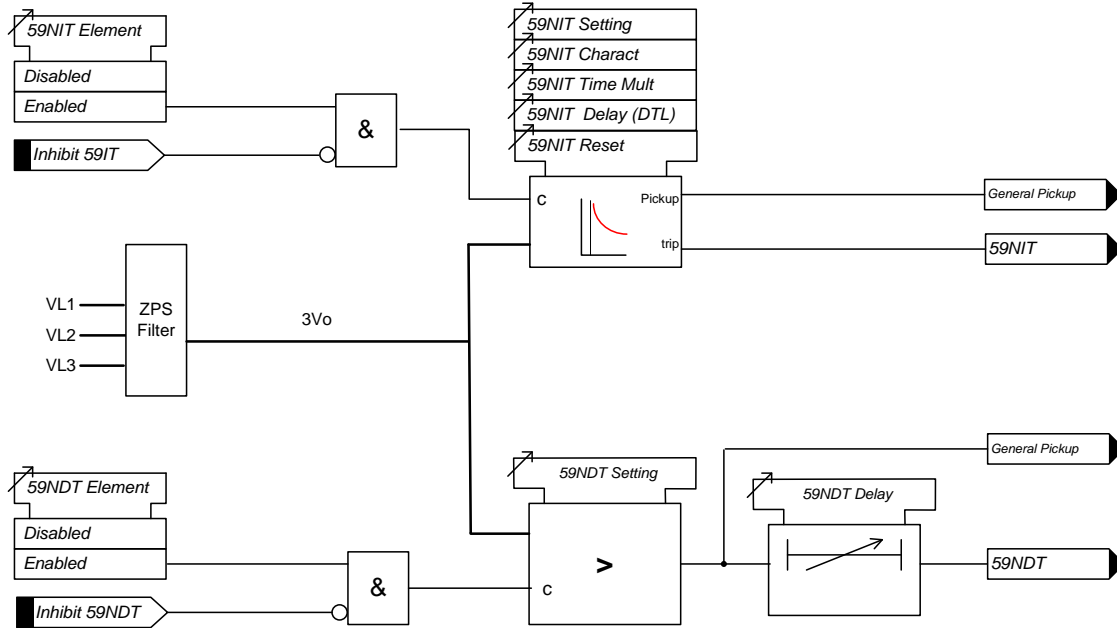 59NIT Element
Disabled
Enabled
Inhibit 59IT
&
59NIT Setting
59NIT Charact
59NIT Time Mult
59NIT Delay (DTL)
59NIT Reset
C
Pickup
trip
General Pickup
59NIT
VL1
VL2
VL3
ZPS
Filter
3Vo
59NDT Element
Disabled
Enabled
Inhibit 59NDT
&
59NDT Setting
>
C
59NDT Delay
General Pickup
59NDT